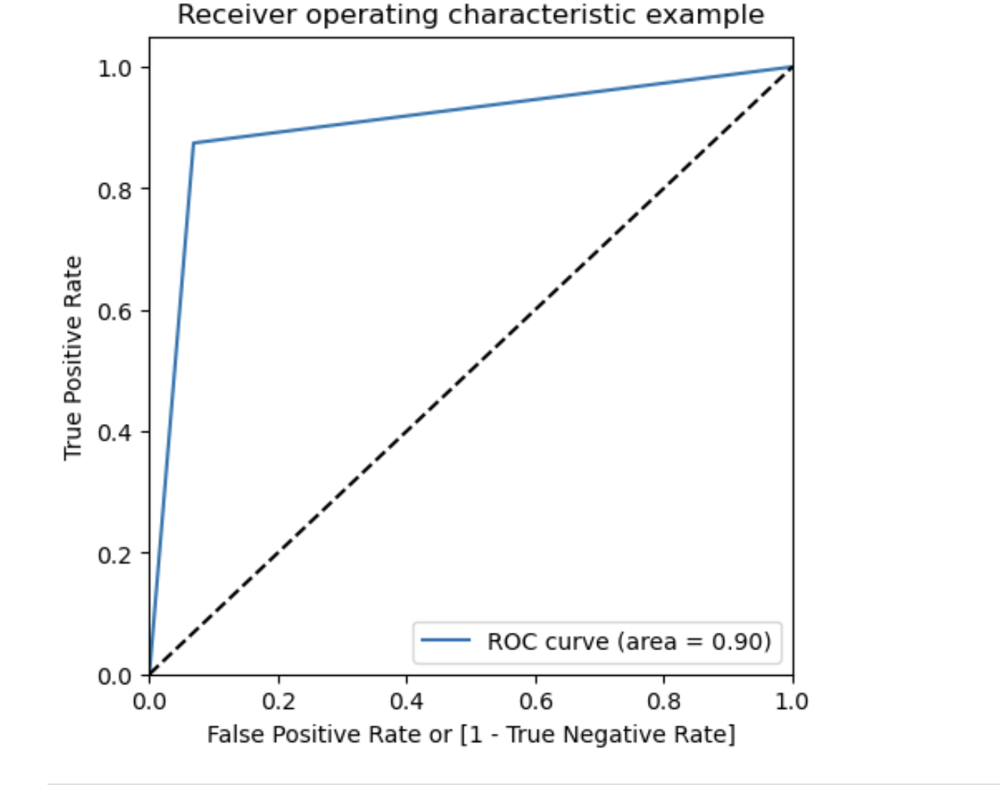 Receiver operating characteristic example
1.0
0.8
0.6
0.4
0.2
0.0
True Positive Rate
ROC curve (area = 0.90)
0.0 0.2 0.4 0.6 0.8 1.0
False Positive Rate or [1 - True Negative Rate]